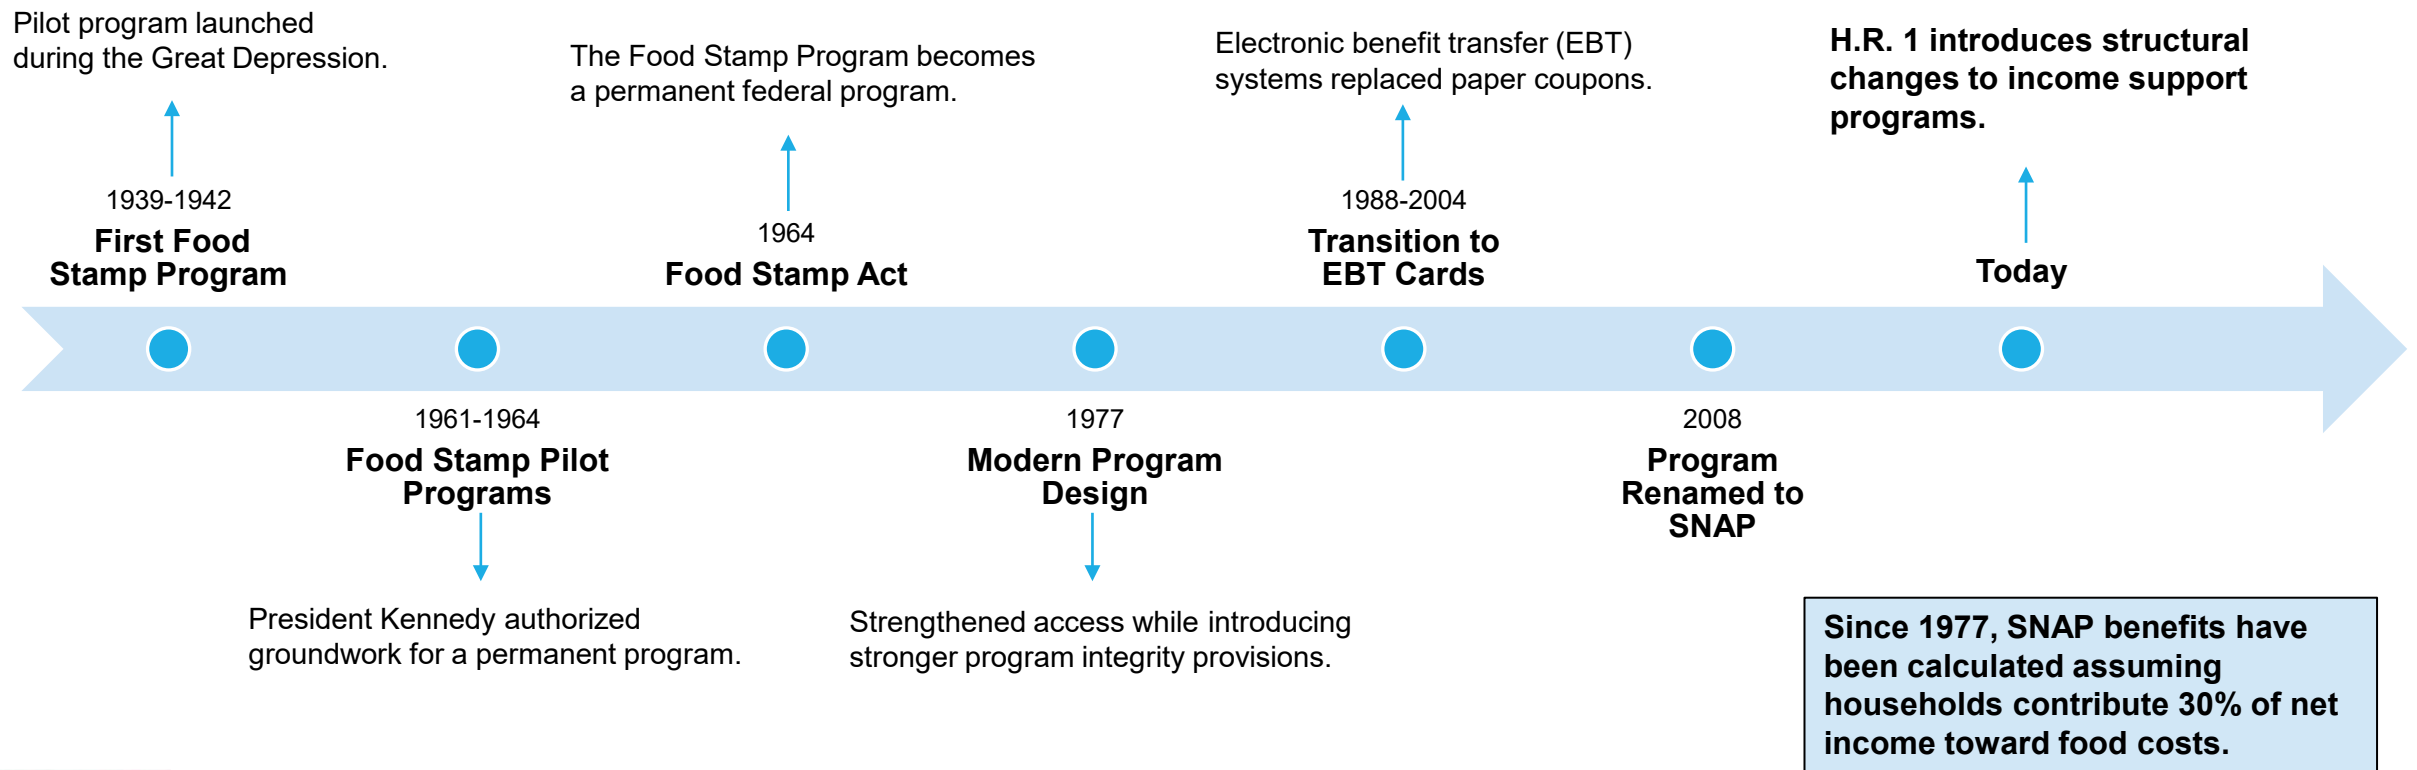 Pilot program launched
during the Great Depression.
1939-1942
First Food
Stamp Program
1961-1964
Food Stamp Pilot
Programs
President Kennedy authorized
groundwork for a permanent program.
The Food Stamp Program becomes
a permanent federal program.
1964
Food Stamp Act
1977
Modern Program
Design
Strengthened access while introducing
stronger program integrity provisions.
Electronic benefit transfer (EBT)
systems replaced paper coupons.
1988-2004
Transition to
EBT Cards
2008
Program
Renamed to
SNAP
H.R. 1 introduces structural
changes to income support
programs.
Today
Since 1977, SNAP benefits have
been calculated assuming
households contribute 30% of net
income toward food costs.